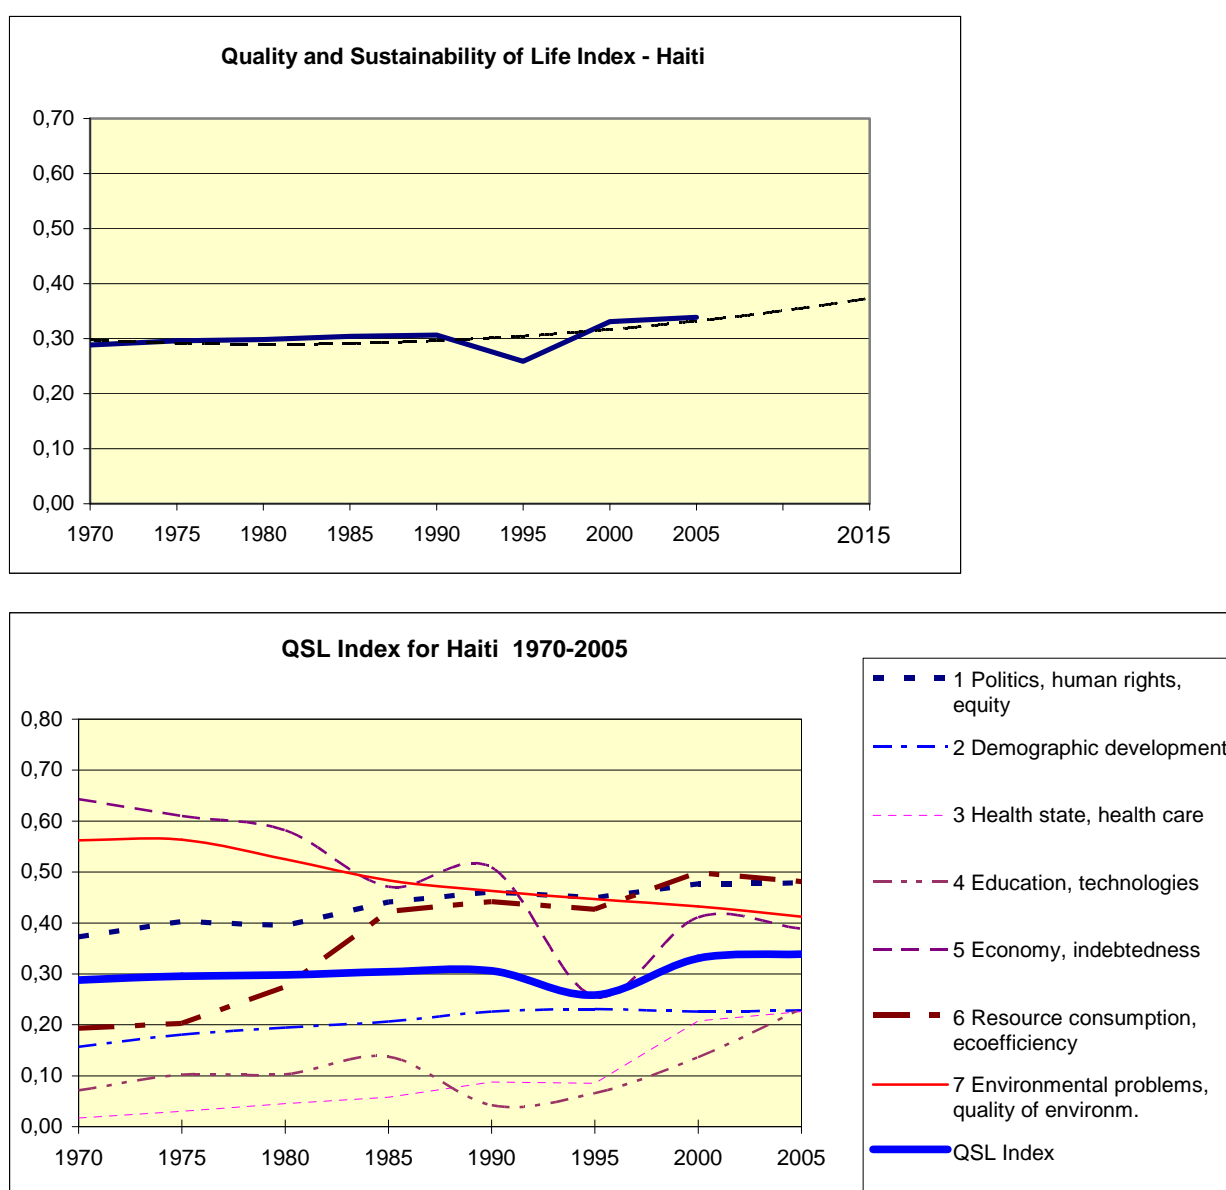 Quality and Sustainability of Life Index - Haiti
0,70
0,60
0,50
0,40
0,30
0,20
0,10
0,00
1970 1975 1980 1985 1990 1995 2000 2005 2015
QSL Index for Haiti 1970-2005
0,80
0,70
0,60
0,50
0,40
0,30
0,20
0,10
0,00
1970 1975 1980 1985 1990 1995 2000 2005
1 Politics, human rights,
equity
2 Demographic development
3 Health state, health care
4 Education, technologies
5 Economy, indebtedness
6 Resource consumption,
ecoefficiency
7 Environmental problems,
quality of environm.
QSL Index